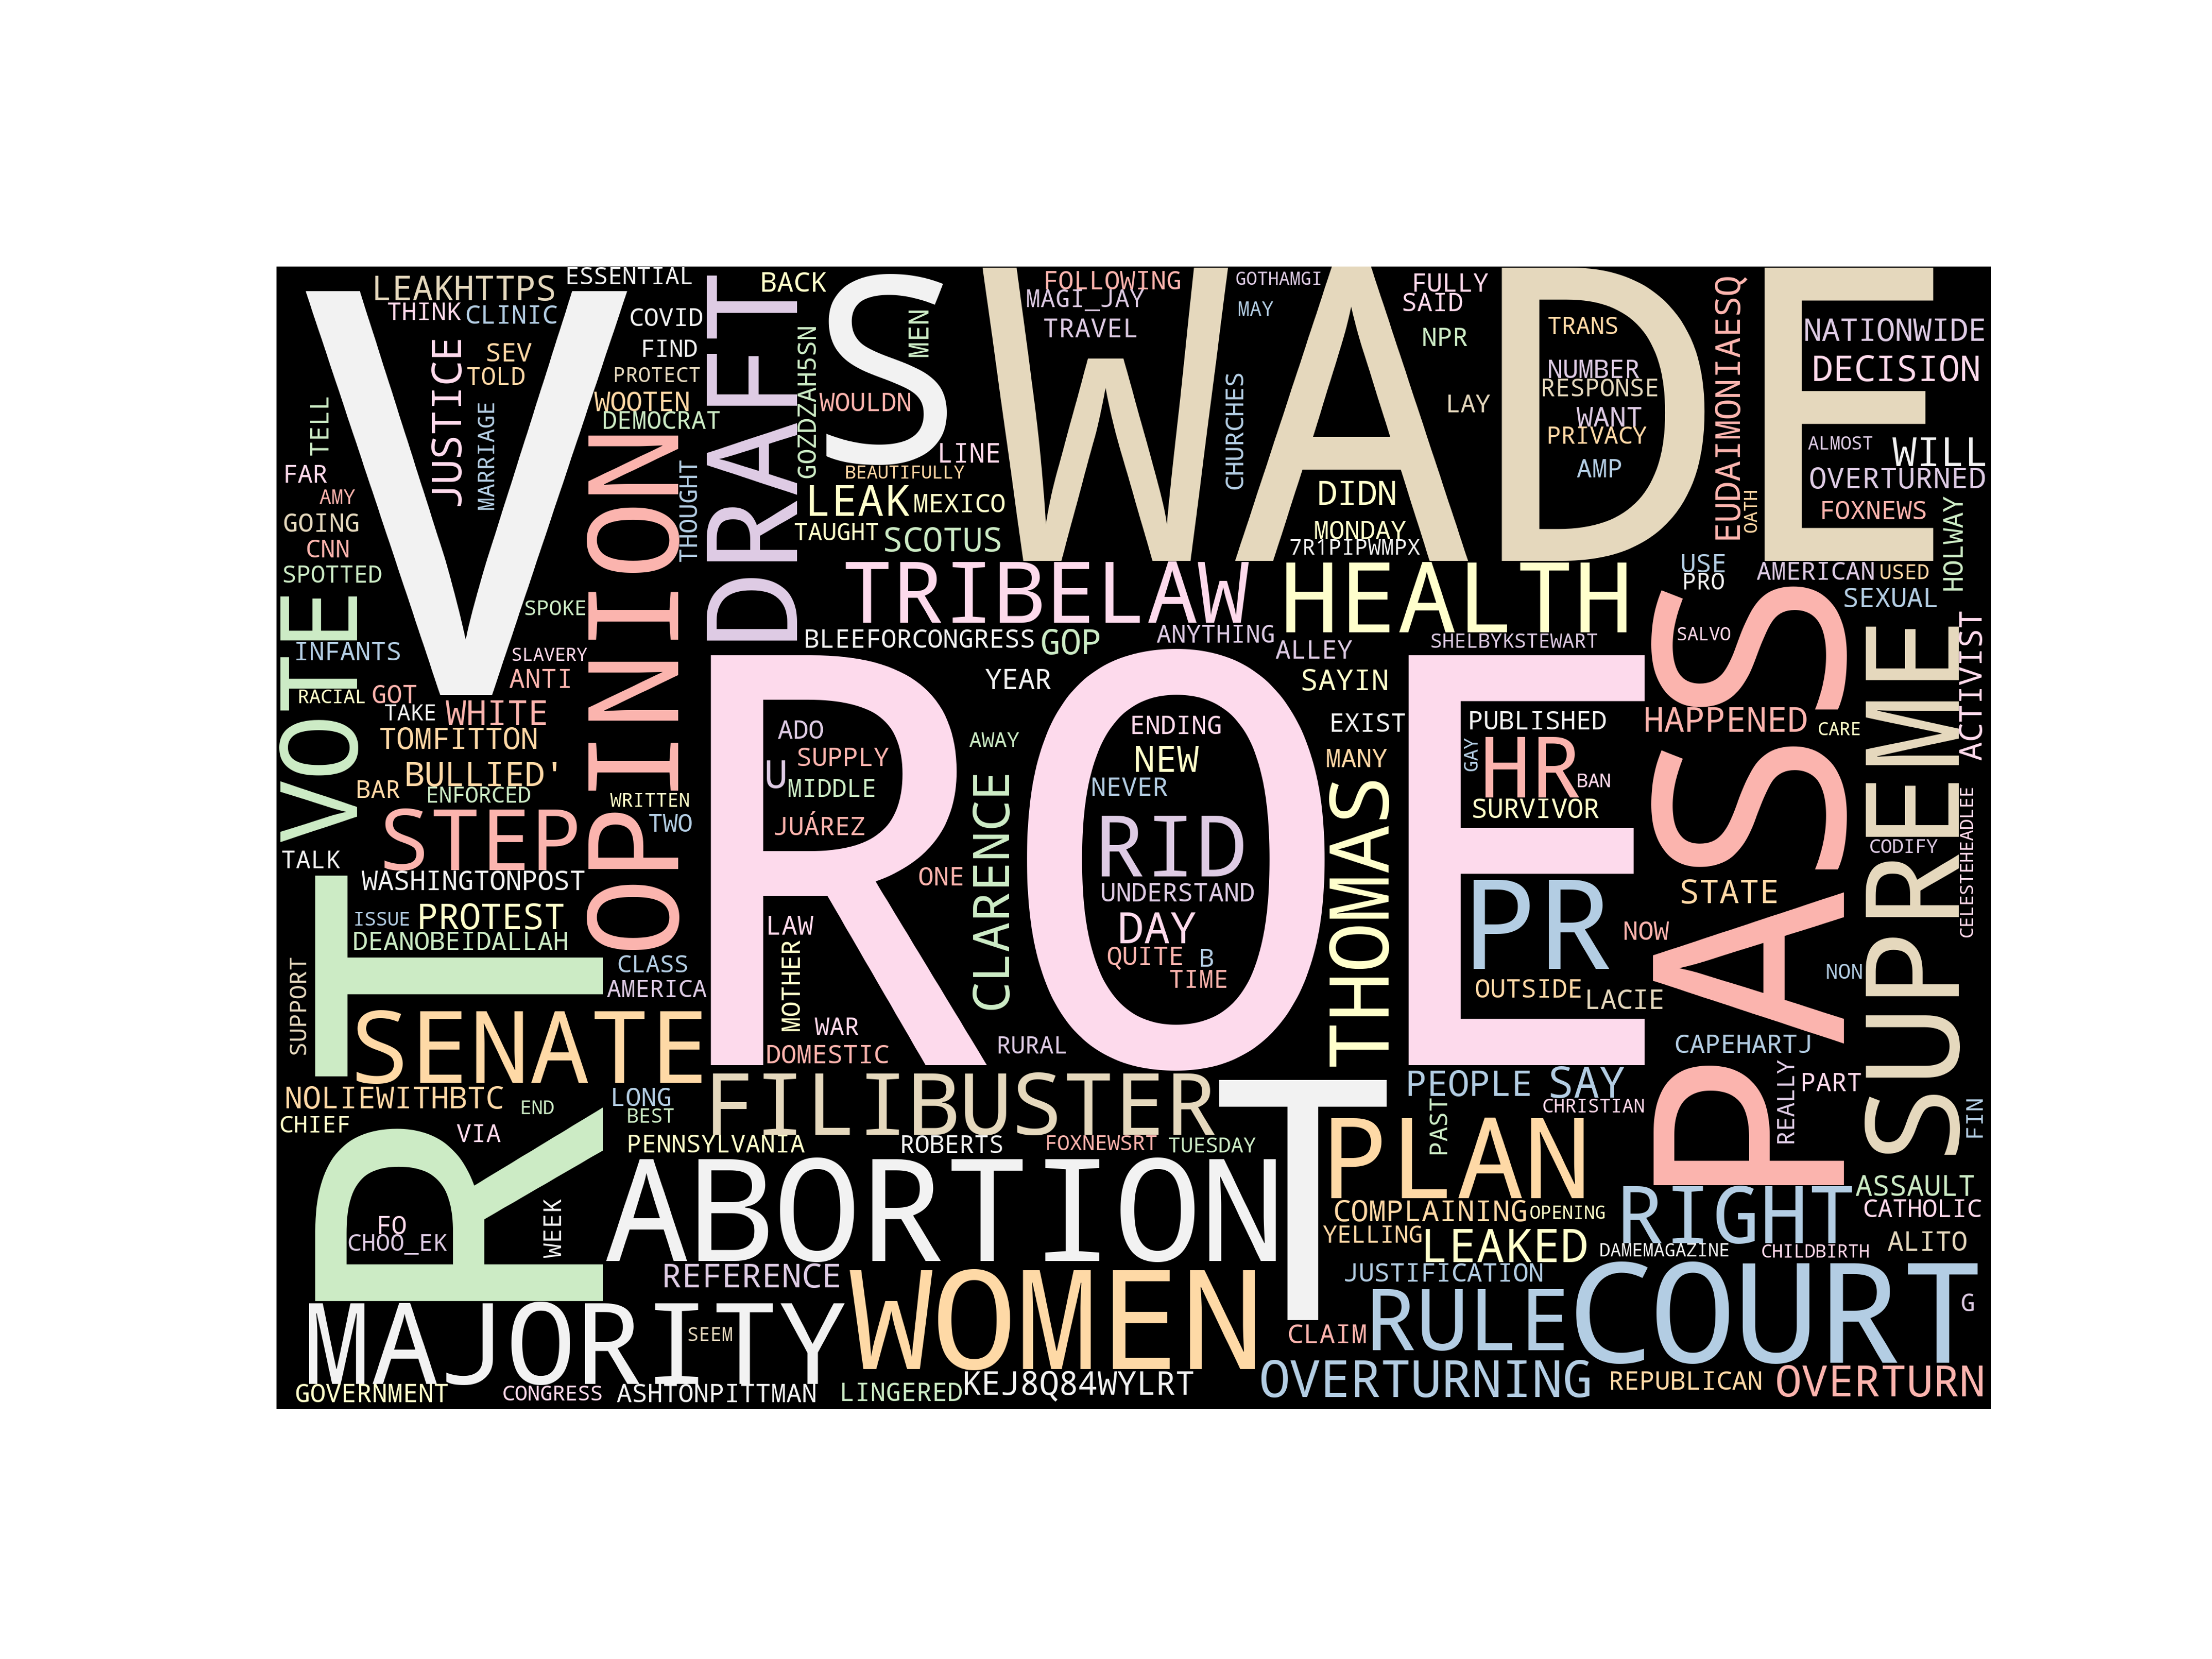 LEAKHTTPS
ESSENTIAL
BACK
FOLLOWING
GOTHAMGI
FULLY
THINK
CLINIC
COVID
MAGI_JAY
MAY
SAID
TRAVEL
NPR
TRANS
NATIONWIDE
V
S
WADE
DRAFT
MEN
GOZDZAH5SN
EUDAIMONIAESQ
JUSTICE
SEV
TOLD
FIND
PROTECT
WOOTEN
DEMOCRAT
WOULDN
CHURCHES
LAY
NUMBER
RESPONSE
WANT
PRIVACY
AMP
DECISION
TELL
MARRIAGE
ALMOST
WILL
OVERTURNED
FOXNEWS
FAR
AMY
GOING
CNN
SPOTTED
THOUGHT
LINE
BEAUTIFULLY
LEAK
MEXICO
TAUGHT
SCOTUS
DIDN
MONDAY
7R1PIPWMPX
OATH
HOLWAY
OPINION
TRIBELAW
HEALTH
USE
PRO
AMERICAN
USED
SEXUAL
VOTE
SPOKE
INFANTS
SLAVERY
ANTI
RACIAL
GOT
BLEEFORCONGRESS
GOP
ANYTHING
ALLEY
SHELBYKSTEWART
SALVO
ACTIVIST
YEAR
SAYIN
TAKE
WHITE
TOMFITTON
BULLIED'
BAR
ENFORCED
WRITTEN
TWO
STEP
TALK
ROE
ADO
SUPPLY
U
MIDDLE
JUÁREZ
AWAY
ENDING
NEW
NEVER
RID
UNDERSTAND
DAY
QUITE
B
TIME
EXIST
MANY
PUBLISHED
HR
GAY
BAN
SURVIVOR
HAPPENED
CARE
PASS
SUPREME
CODIFY
CELESTEHEADLEE
CLARENCE
THOMAS
ONE
PR
STATE
NOW
WASHINGTONPOST
ISSUE
PROTEST
DEANOBEIDALLAH
CLASS
AMERICA
LAW
MOTHER
WAR
DOMESTIC
RURAL
OUTSIDE
LACIE
NON
SUPPORT
RT
SENATE
CAPEHARTJ
REALLY
PART
NOLIEWITHBTC
END
LONG
BEST
FILIBUSTER
T
PEOPLE
SAY
CHRISTIAN
PAST
FIN
CHIEF
VIA
PENNSYLVANIA
ROBERTS
FOXNEWSRT
TUESDAY
PLAN
ABORTION
RIGHT
ASSAULT
CATHOLIC
WEEK
FO
CHOO_EK
COMPLAINING
OPENING
YELLING
LEAKED
DAMEMAGAZINE
CHILDBIRTH
ALITO
REFERENCE
WOMEN
JUSTIFICATION
MAJORITY
SEEM
CLAIM
RULE
COURT
G
GOVERNMENT
CONGRESS
ASHTONPITTMAN
LINGERED
KEJ8Q84WYLRT
OVERTURNING
REPUBLICAN
OVERTURN